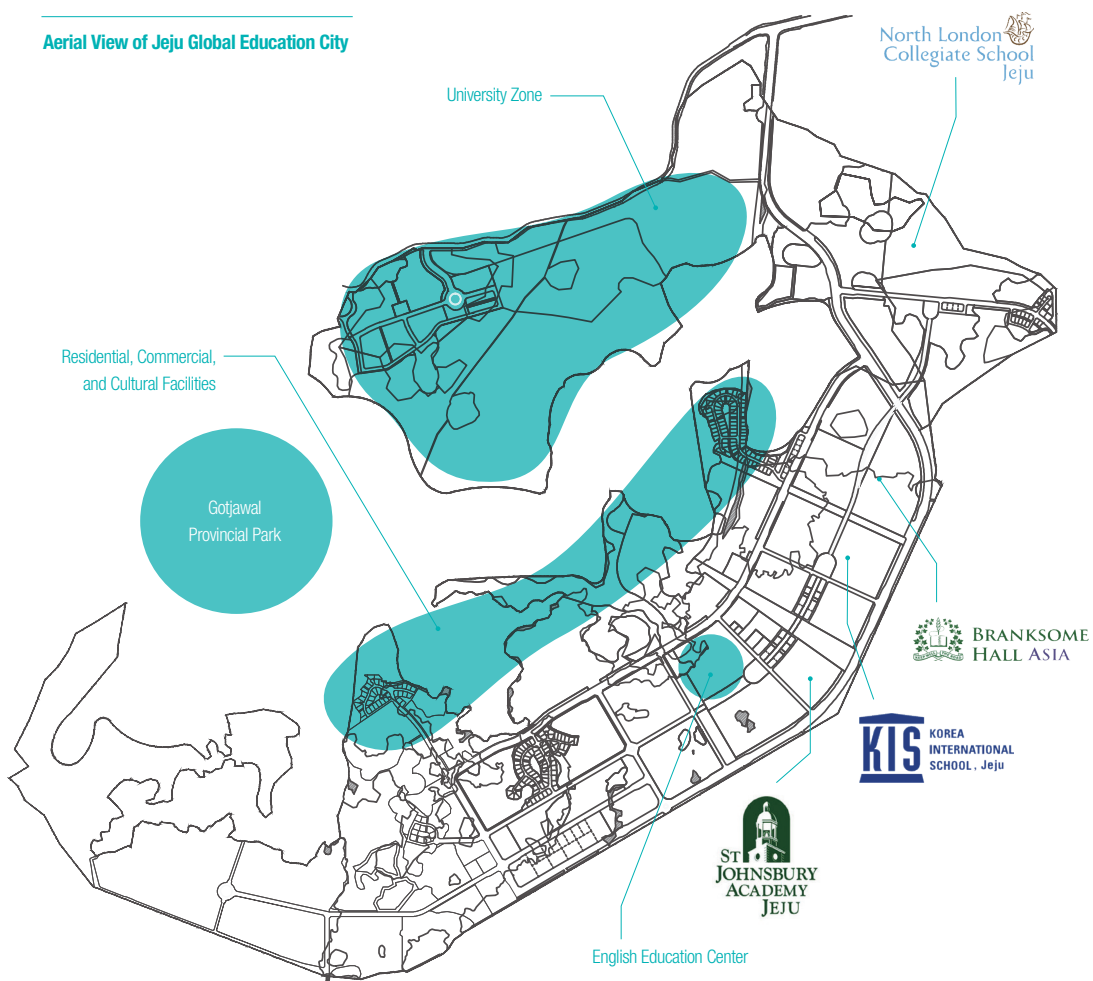 Aerial View of Jeju Global Education City
North London
Collegiate School
Jeju
University Zone
Residential, Commercial,
and Cultural Facilities
Gotjawal
Provincial Park
BRANKSOME
HALL ASIA
KIS
KOREA
INTERNATIONAL
SCHOOL, Jeju
ST
JOHNSBURY
ACADEMY
JEJU
English Education Center